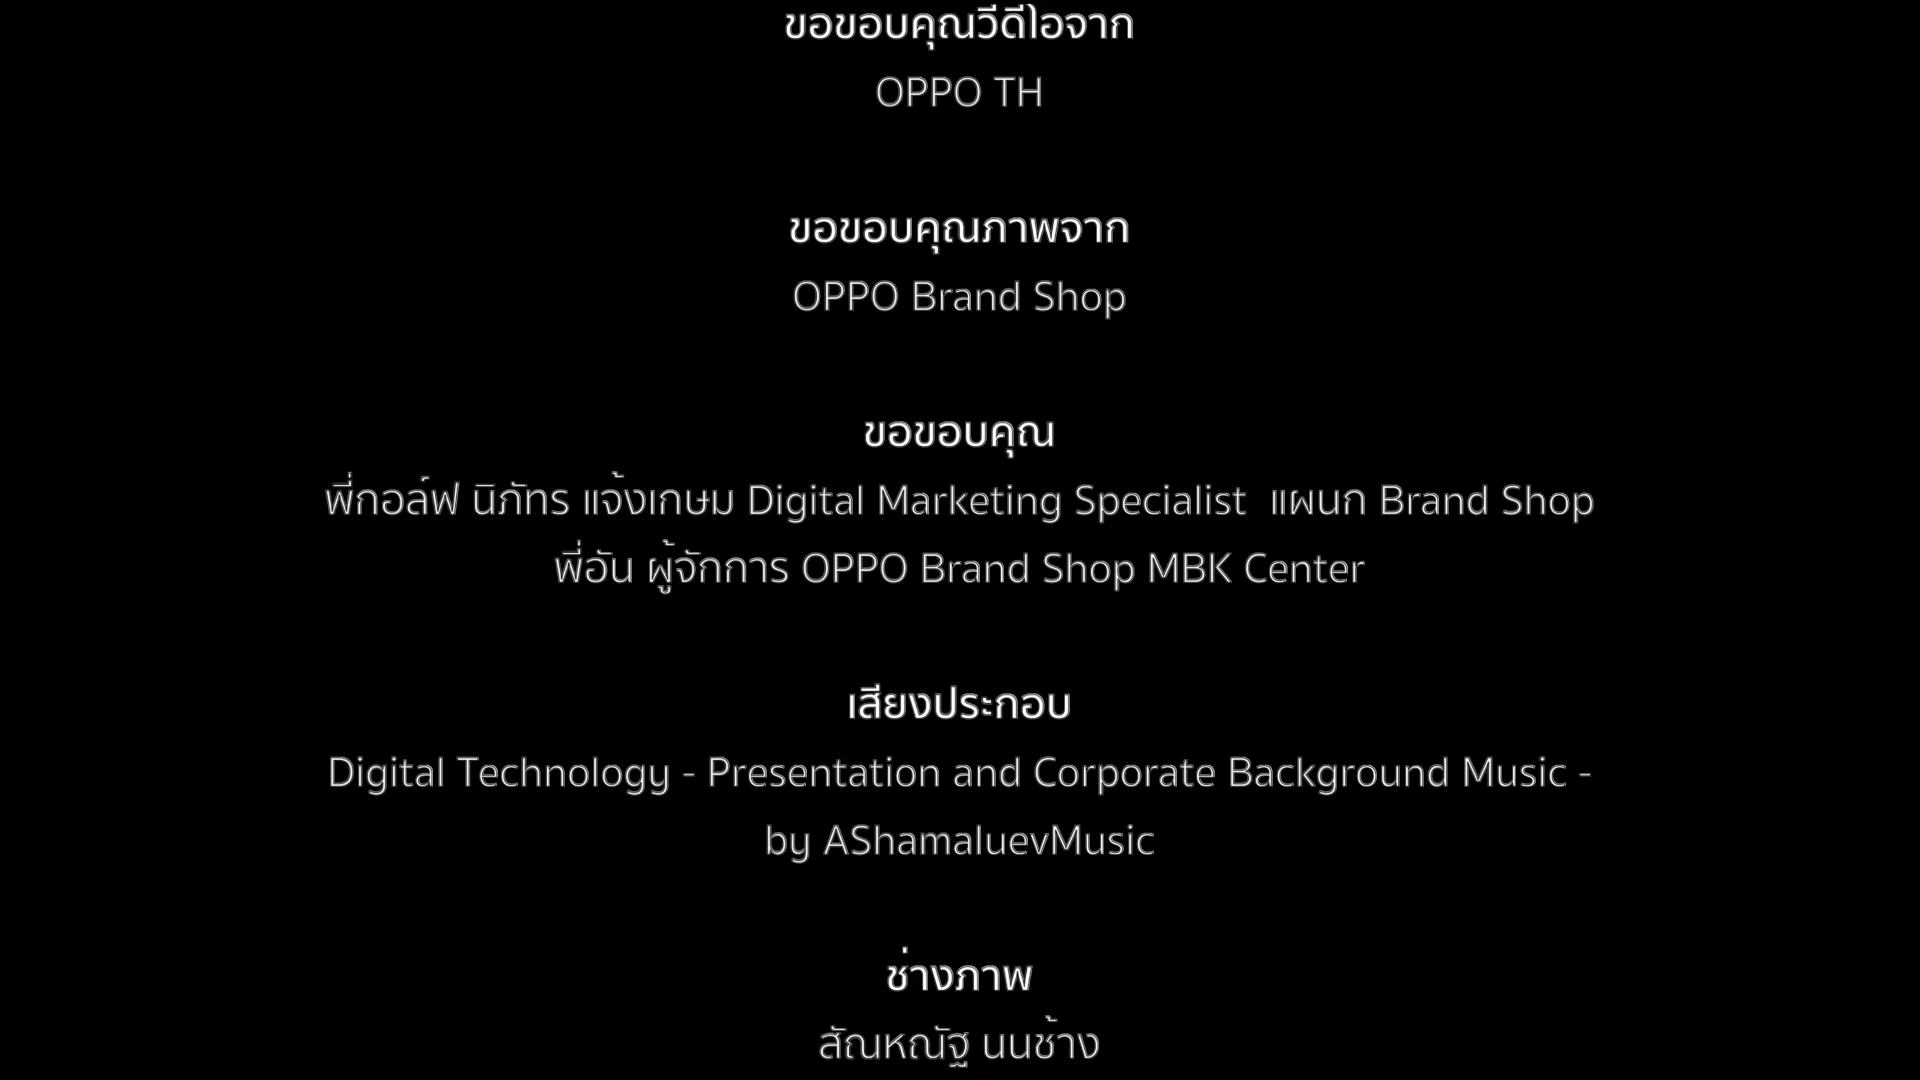 ขอขอบคุณวีดีโอจาก
OPPO TH
ขอขอบคุณภาพจาก
OPPO Brand Shop
ขอขอบคุณ
พี่กอล์ฟ นิภัทร แจ้งเกษม Digital Marketing Specialist แผนก Brand Shop
พี่อัน ผู้จักการ OPPO Brand Shop MBK Center
เสียงประกอบ
Digital Technology - Presentation and Corporate Background Music -
by AShamaluevMusic
ช่างภาพ
สัณหณัฐ นนช้าง